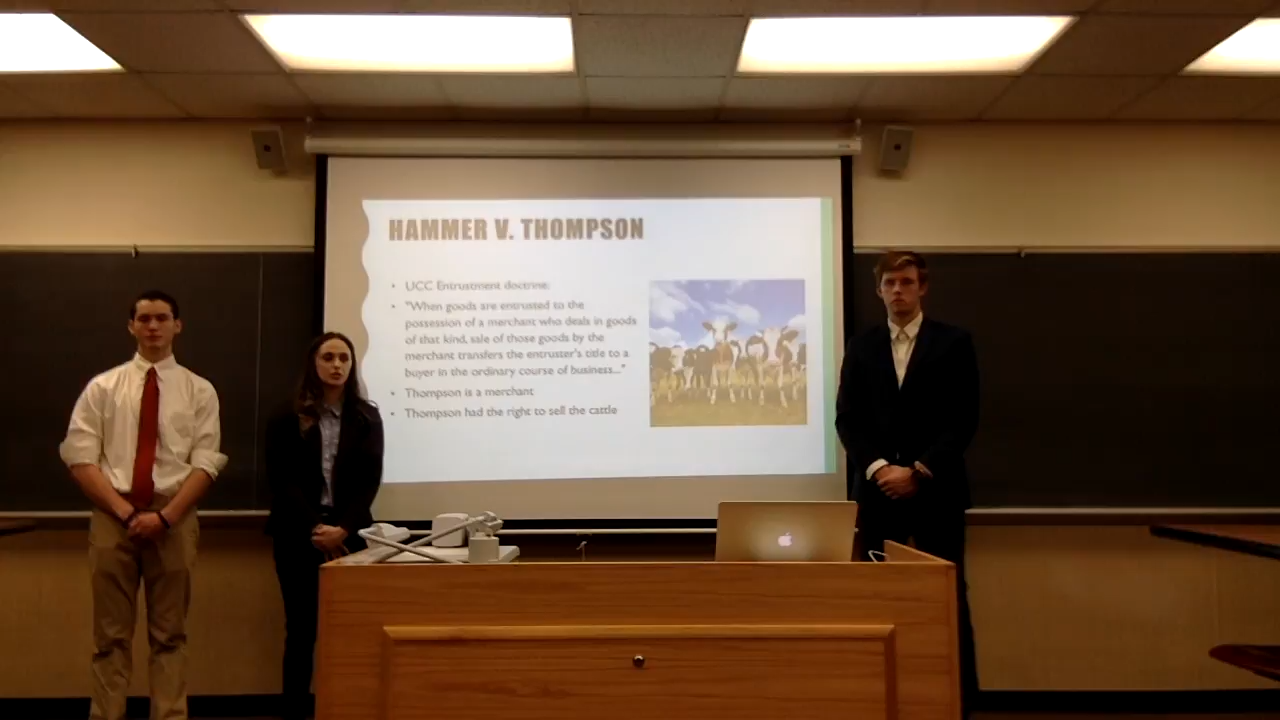 HAMMER V. THOMPSON
• UCC Entrustment doctrine:
• "When goods are entrusted to the
possession of a merchant who deals in goods
of that kind, sale of those goods by the
merchant transfers the entruster's title to a
buyer in the ordinary course of business..."
• Thompson is a merchant
• Thompson had the right to sell the cattle